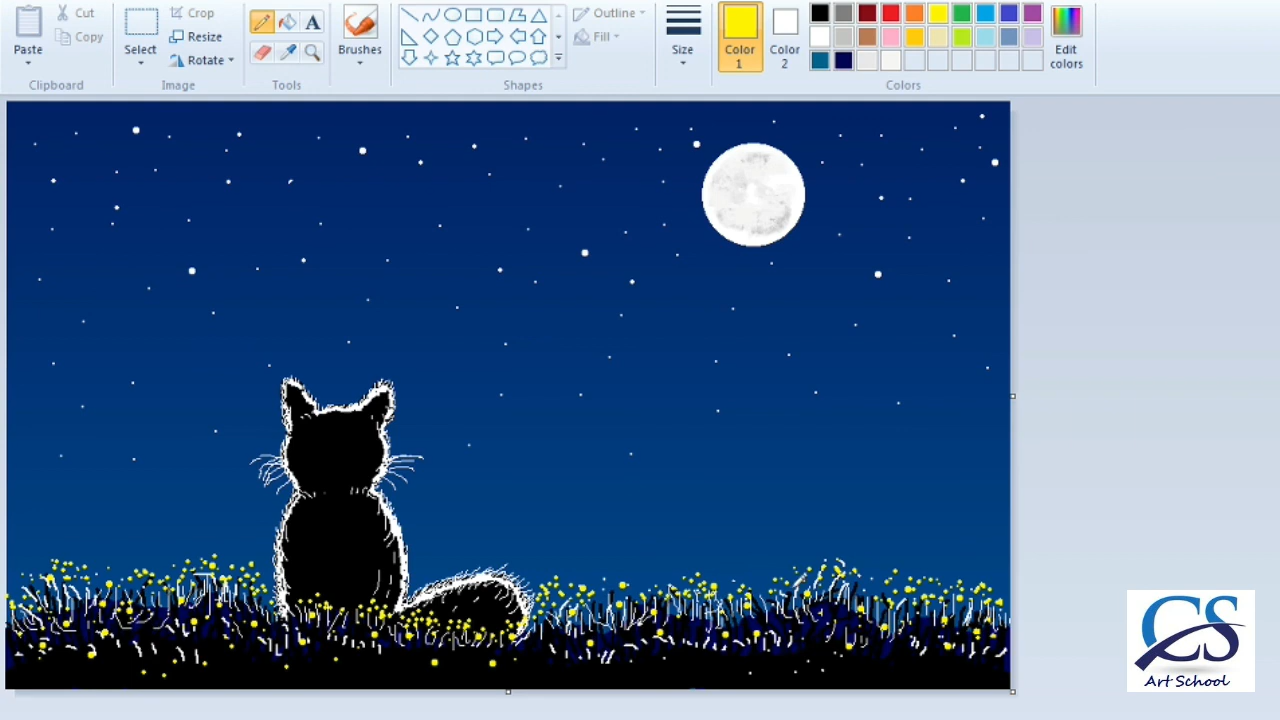 Paste
Cut
Copy
Clipboard
Select
Crop
Resize
Rotate
Image
A
Tools
Brushes
Shapes
Outline
Fill
Size
Color
1
Color
2
Colors
Edit
colors
CS
Art School